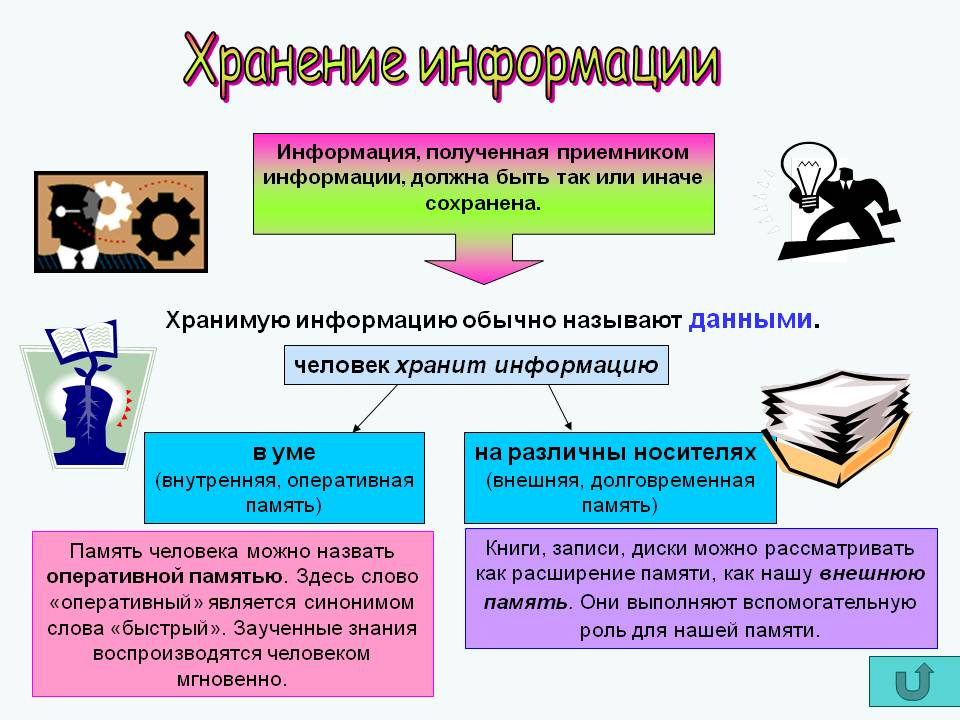 Хранение информации
Информация, полученная приемником
информации, должна быть так или иначе
сохранена.
Хранимую информацию обычно называют данными.
человек хранит информацию
в уме
(внутренняя, оперативная
память)
на различны носителях
(внешняя, долговременная
память)
Память человека можно назвать
оперативной памятью. Здесь слово
«оперативный» является синонимом
слова «быстрый». Заученные знания
воспроизводятся человеком
мгновенно.
Книги, записи, диски можно рассматривать
как расширение памяти, как нашу внешнюю
память. Они выполняют вспомогательную
роль для нашей памяти.